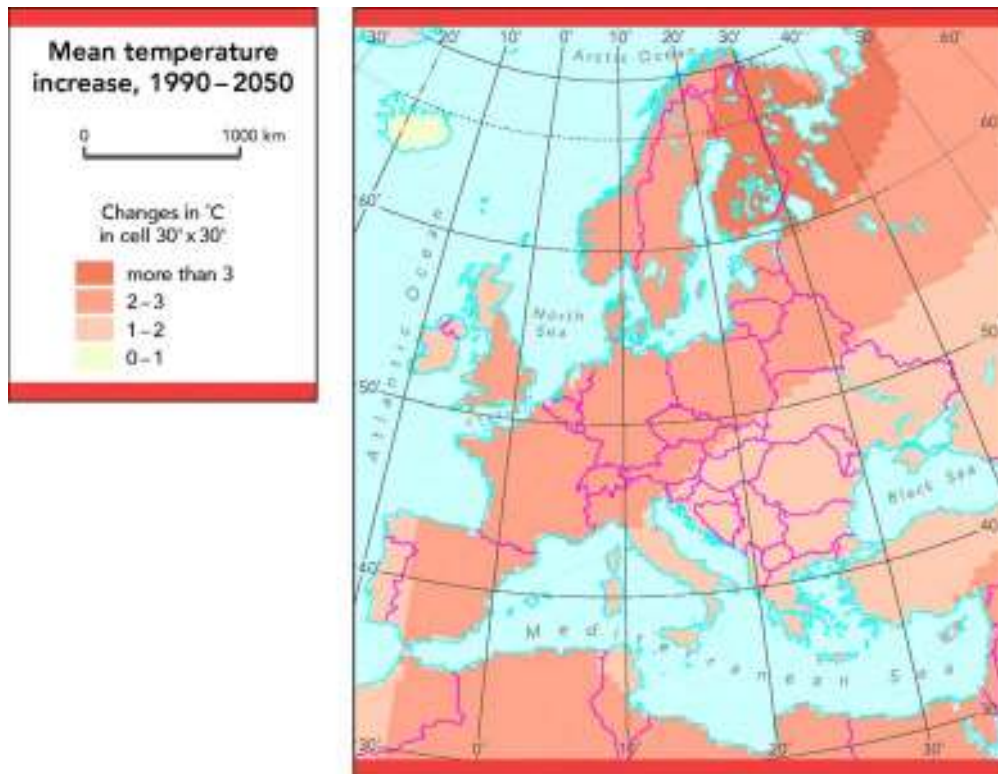 Mean temperature
increase, 1990–2050
0 1000 km
Changes in °C
in cell 30° x 30°
more than 3
2–3
1–2
0–1
30° 20° 10° 0° 10° 20° 30° 40° 60°
Arctic Ocean
60°
60°
Atlantic Ocean
North
Sea
50°
50°
Black Sea
40°
40°
Mediterranean Sea
30° 0° 10° 20° 30°
30°